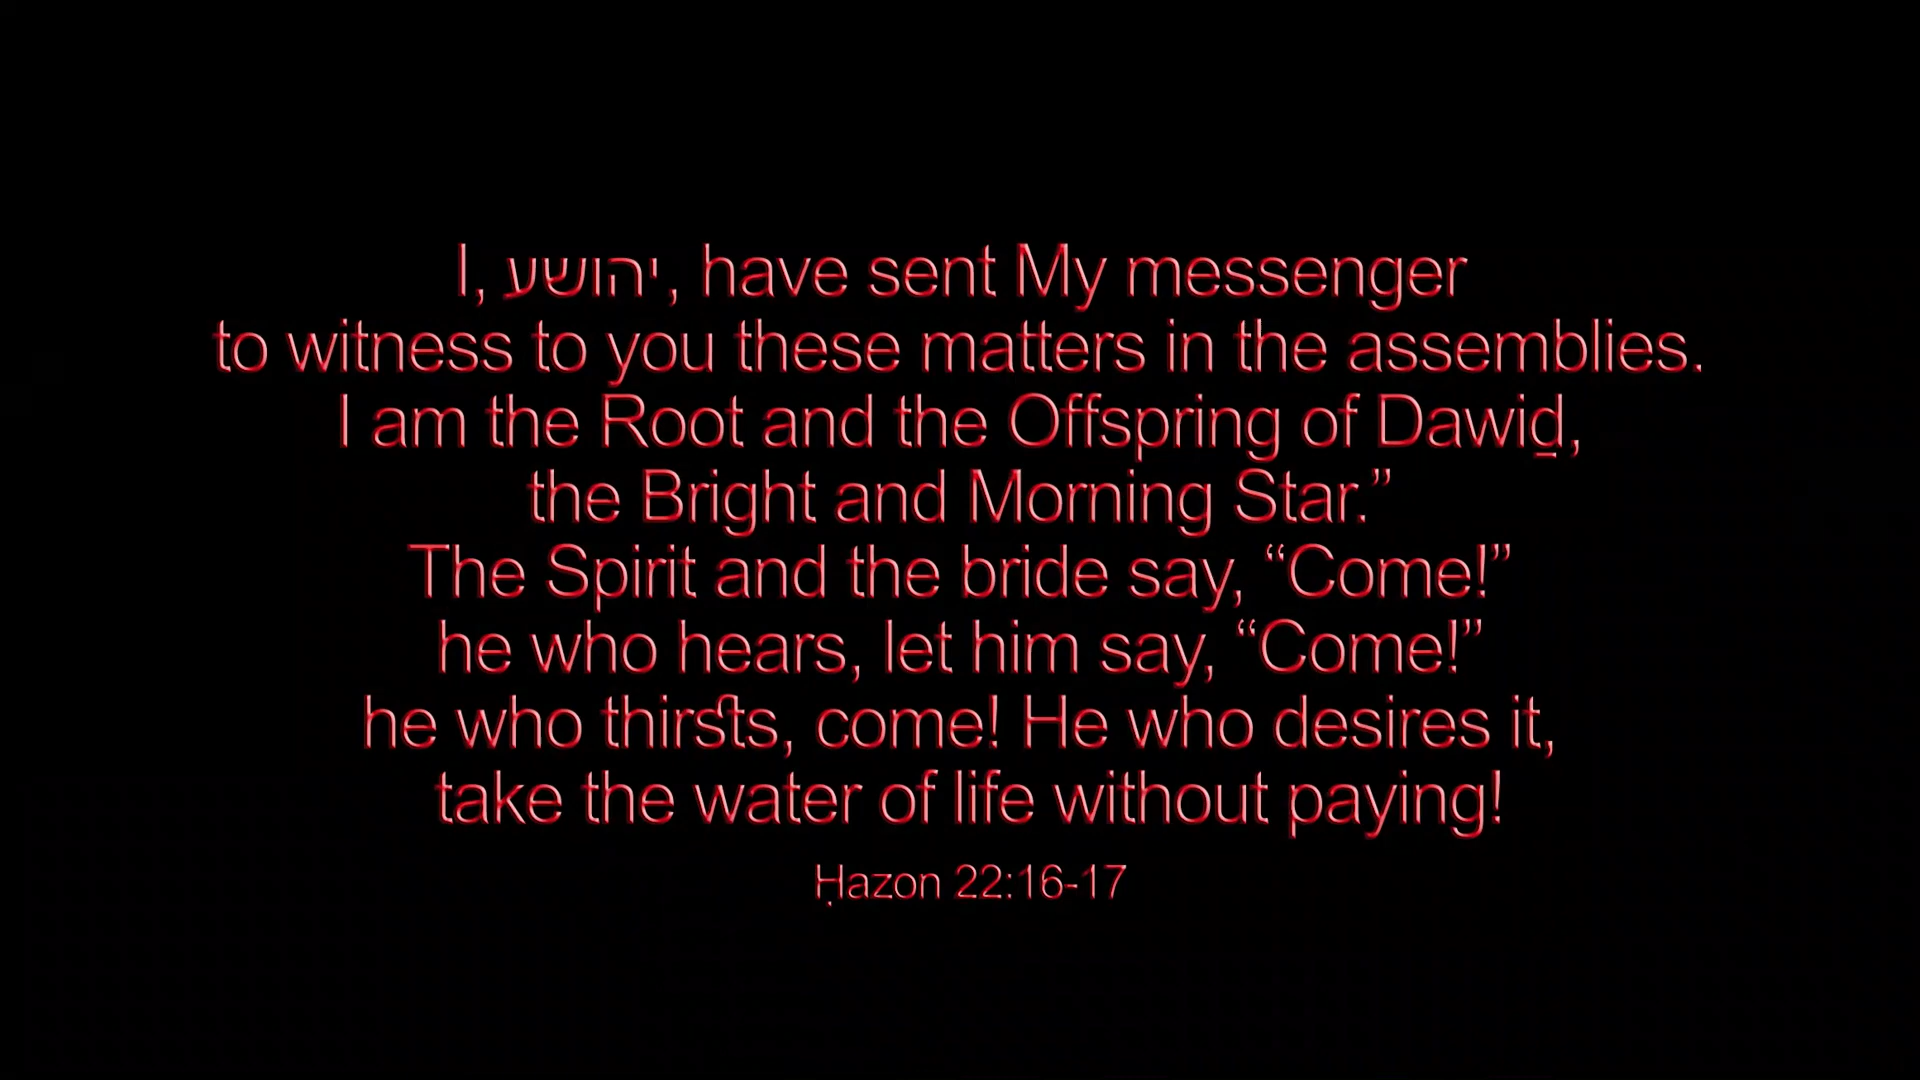 I, יהושע, have sent My messenger
to witness to you these matters in the assemblies.
I am the Root and the Offspring of Dawiḏ,
the Bright and Morning Star.”
The Spirit and the bride say, “Come!”
he who hears, let him say, “Come!”
he who thirsts, come! He who desires it,
take the water of life without paying!
Ḥazon 22:16-17